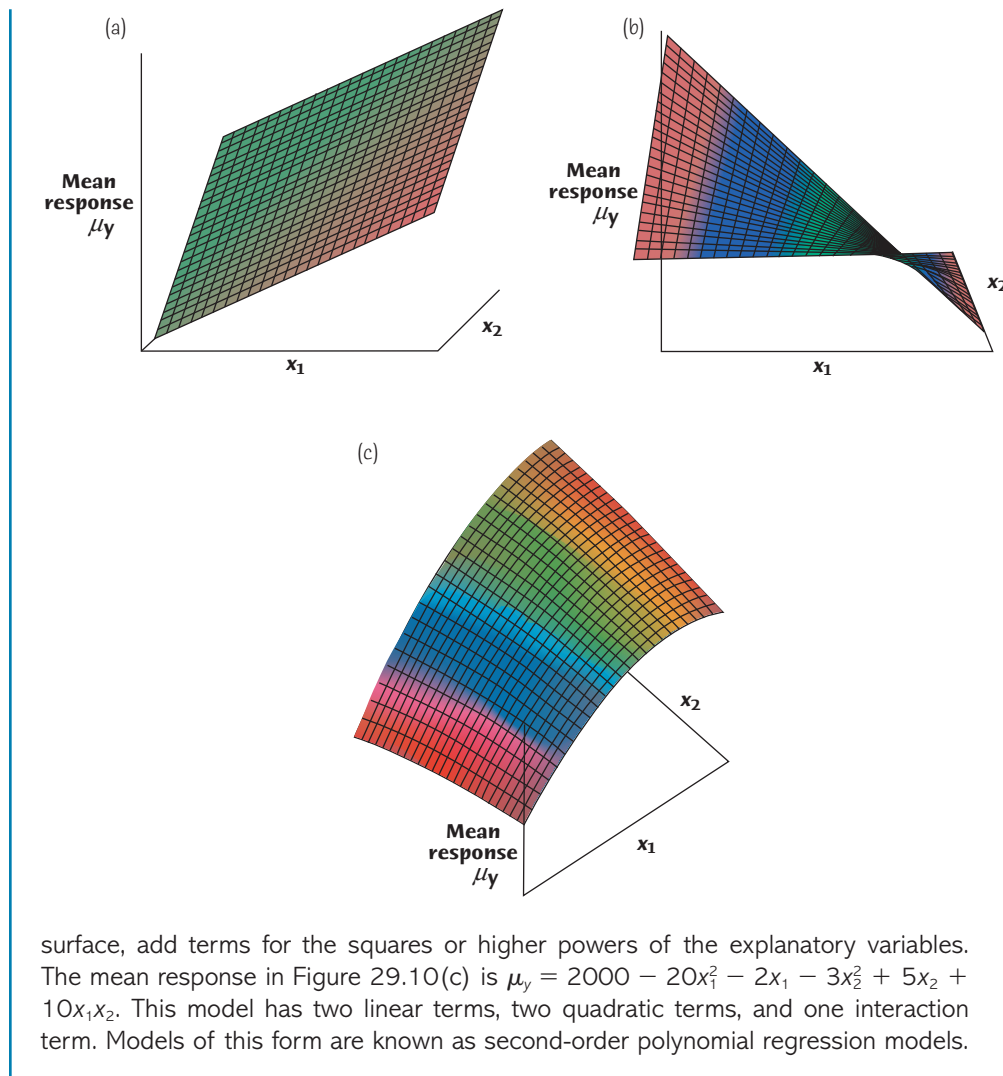 (a)
Mean
response
μy
x₁
x₂
(b)
Mean
response
μy
x₁
x₂
(c)
Mean
response
μy
x₁
x₂
surface, add terms for the squares or higher powers of the explanatory variables.
The mean response in Figure 29.10(c) is μy = 2000 − 20x₁² − 2x₁ − 3x₂² + 5x₂ +
10x₁x₂. This model has two linear terms, two quadratic terms, and one interaction
term. Models of this form are known as second-order polynomial regression models.